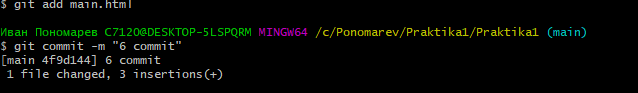 $ git add main.html
Иван Пономарев C712O@DESKTOP-5LSPQRM MINGW64 /c/Ponomarev/Praktika1/Praktika1 (main)
$ git commit -m "6 commit"
[main 4f9d144] 6 commit
1 file changed, 3 insertions(+)